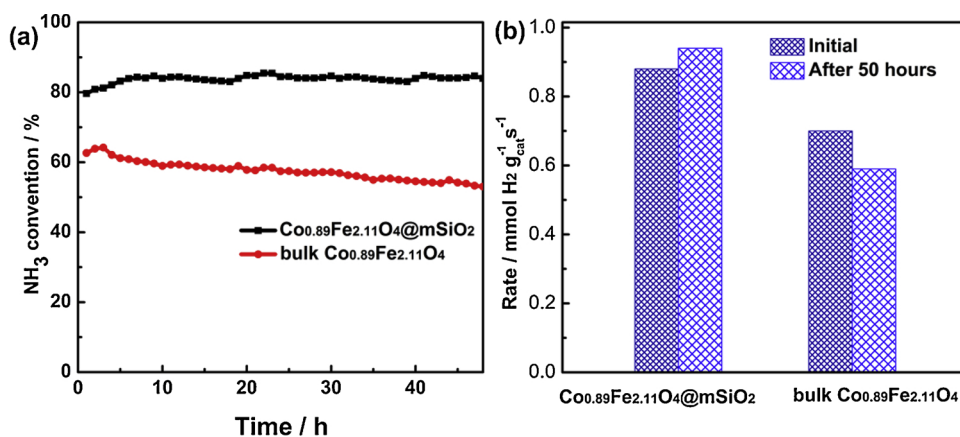 (a)
100
80
60
40
20
0
NH3 convention / %
Co0.89Fe2.11O4@mSiO2
bulk Co0.89Fe2.11O4
0 10 20 30 40
Time / h
(b)
1.0
0.8
0.6
0.4
0.2
0.0
Rate / mmol H2 g-1cat s-1
Initial
After 50 hours
Co0.89Fe2.11O4@mSiO2 bulk Co0.89Fe2.11O4